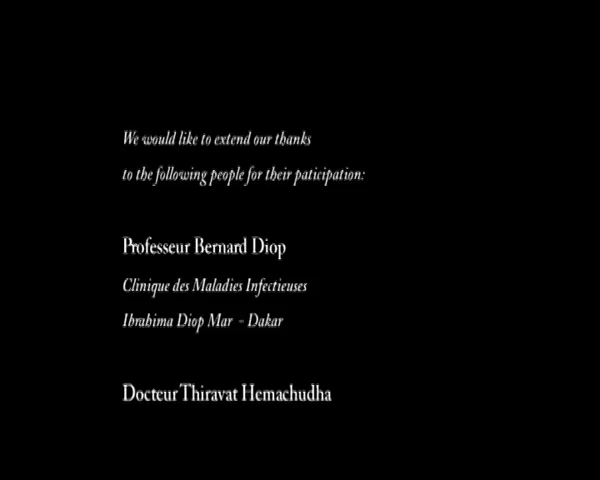 We would like to extend our thanks
to the following people for their paticipation:
Professeur Bernard Diop
Clinique des Maladies Infectieuses
Ibrahima Diop Mar - Dakar
Docteur Thiravat Hemachudha